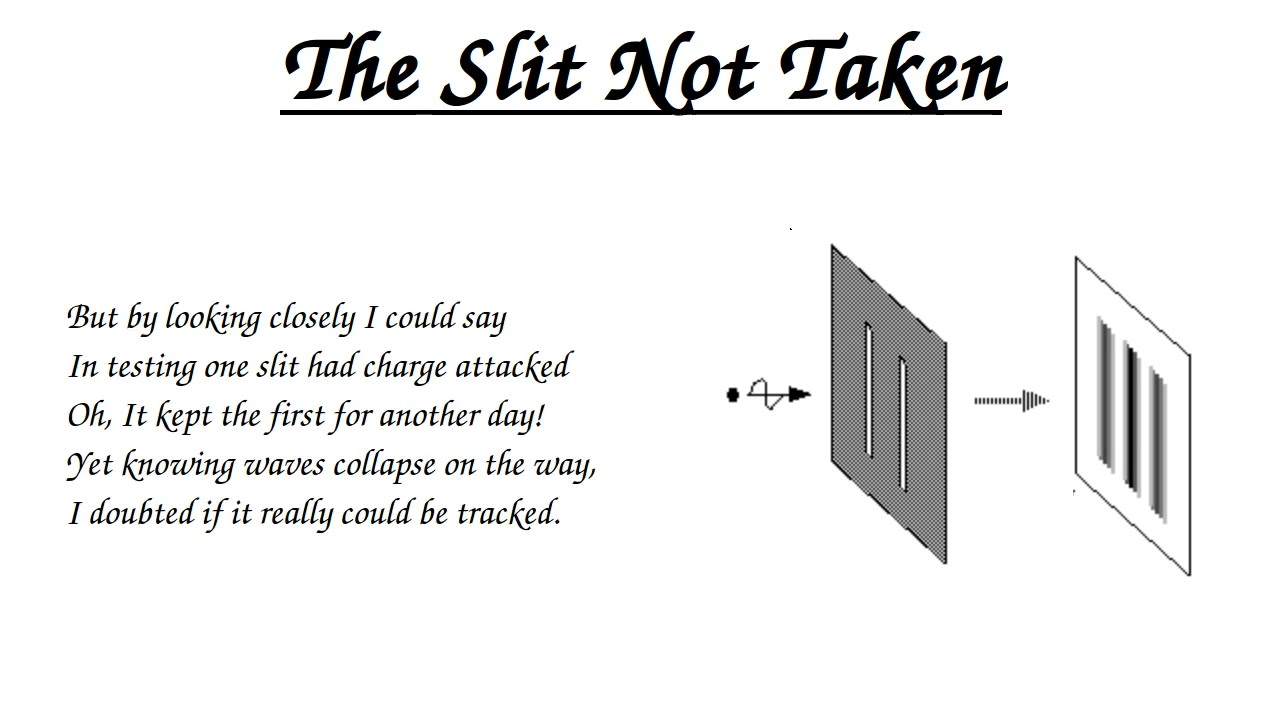 The Slit Not Taken
But by looking closely I could say
In testing one slit had charge attacked
Oh, It kept the first for another day!
Yet knowing waves collapse on the way,
I doubted if it really could be tracked.